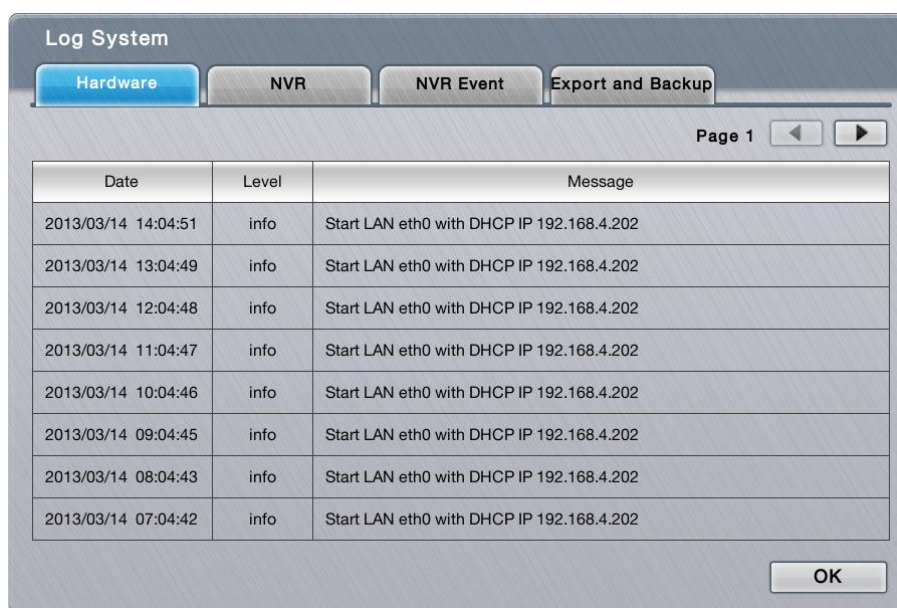 Log System
Hardware NVR NVR Event Export and Backup
Page 1
Date Level Message
2013/03/14 14:04:51 info Start LAN eth0 with DHCP IP 192.168.4.202
2013/03/14 13:04:49 info Start LAN eth0 with DHCP IP 192.168.4.202
2013/03/14 12:04:48 info Start LAN eth0 with DHCP IP 192.168.4.202
2013/03/14 11:04:47 info Start LAN eth0 with DHCP IP 192.168.4.202
2013/03/14 10:04:46 info Start LAN eth0 with DHCP IP 192.168.4.202
2013/03/14 09:04:45 info Start LAN eth0 with DHCP IP 192.168.4.202
2013/03/14 08:04:43 info Start LAN eth0 with DHCP IP 192.168.4.202
2013/03/14 07:04:42 info Start LAN eth0 with DHCP IP 192.168.4.202
OK